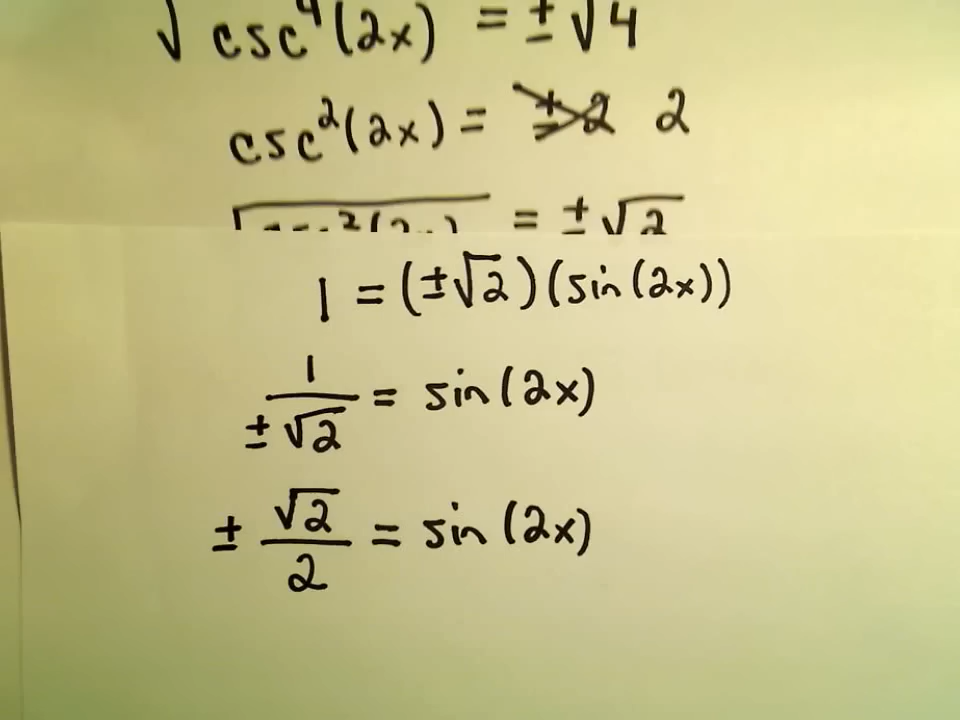 √csc⁴(2x) = ±√4
csc²(2x) = ±2 2
= ±√2
1 = (±√2)(sin(2x))
1/±√2 = sin(2x)
± √2/2 = sin(2x)